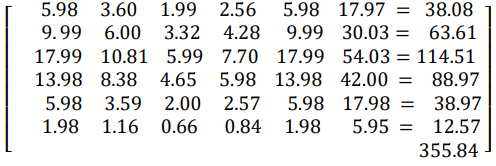 5.98 3.60 1.99 2.56 5.98 17.97 = 38.08
9.99 6.00 3.32 4.28 9.99 30.03 = 63.61
17.99 10.81 5.99 7.70 17.99 54.03 = 114.51
13.98 8.38 4.65 5.98 13.98 42.00 = 88.97
5.98 3.59 2.00 2.57 5.98 17.98 = 38.97
1.98 1.16 0.66 0.84 1.98 5.95 = 12.57
355.84